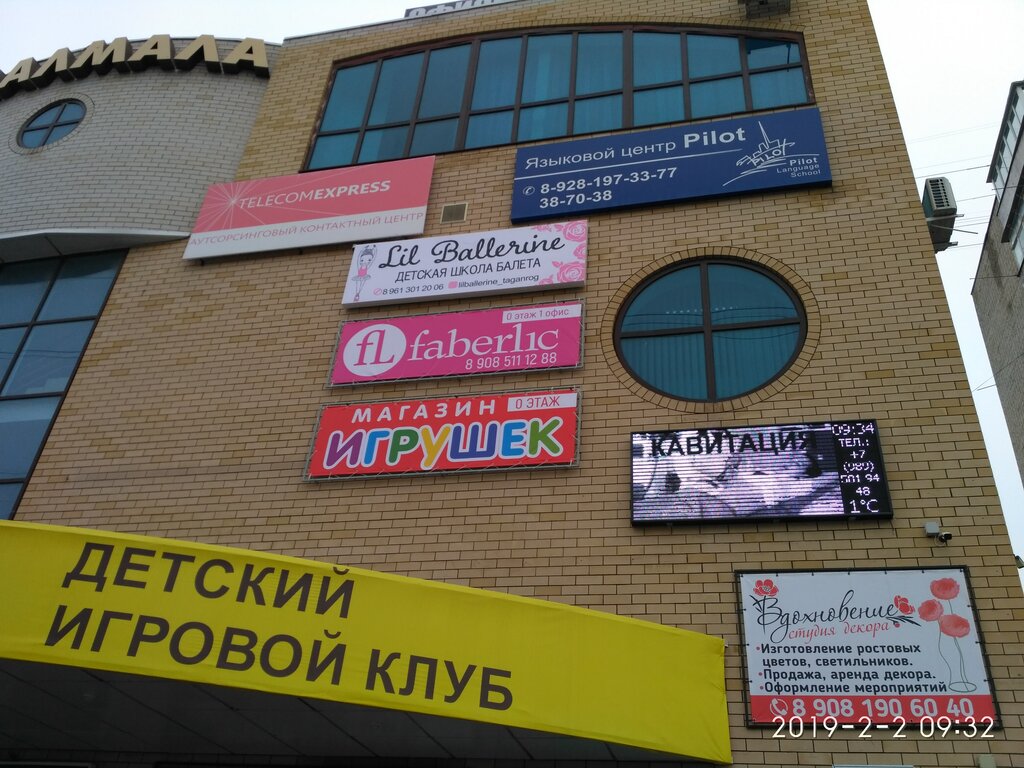 АЛМАЛА
Языковой центр Pilot
✆ 8-928-197-33-77
38-70-38
PILOT
Pilot
Language
School
TELECOMEXPRESS
АУТСОРСИНГОВЫЙ КОНТАКТНЫЙ ЦЕНТР
Lil Ballerine
ДЕТСКАЯ ШКОЛА БАЛЕТА
8 961 301 20 06 lilballerine_taganrog
0 этаж 1 офис
fL faberlic
8 908 511 12 88
МАГАЗИН 0 ЭТАЖ
ИГРУШЕК
КАВИТАЦИЯ
09:34
ТЕЛ.:
+7
(989)
501 94
48
1°C
ДЕТСКИЙ
ИГРОВОЙ КЛУБ
Вдохновение
студия декора
•Изготовление ростовых
цветов, светильников.
•Продажа, аренда декора.
•Оформление мероприятий
8 908 190 60 40
2019-2-2 09:32